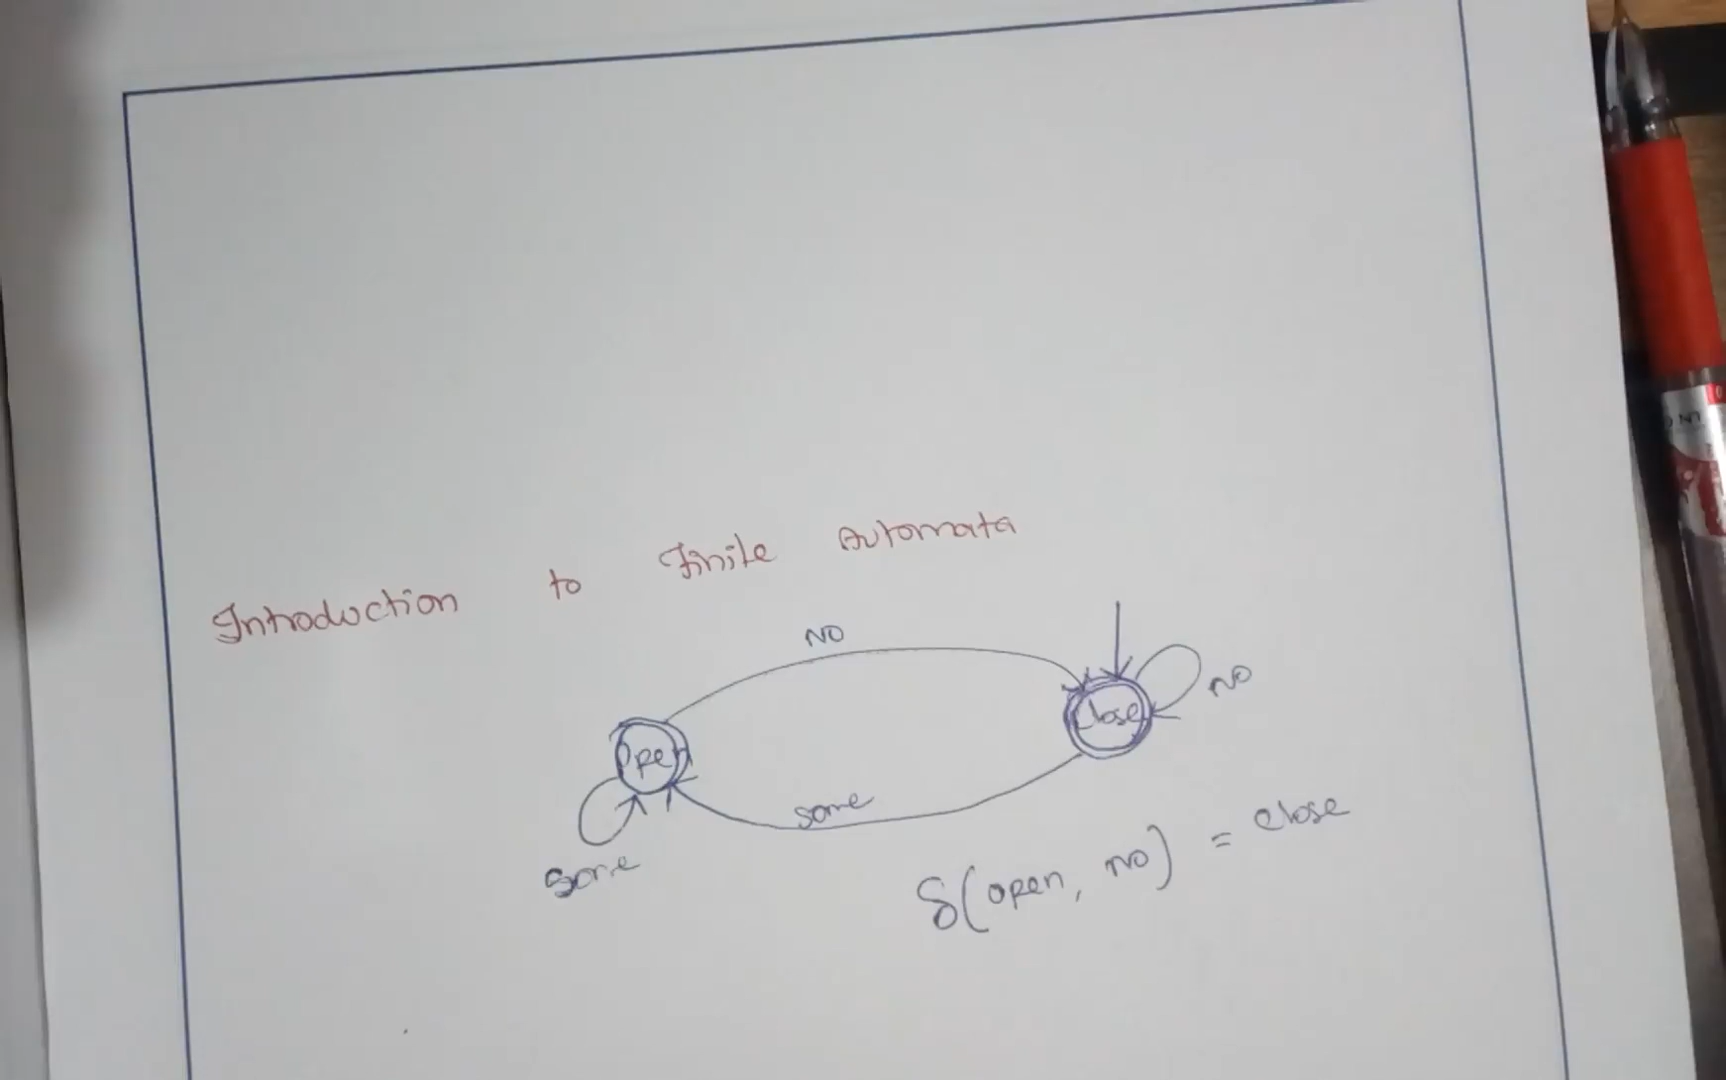 Introduction to Finite Automata
NO
Close
NO
Open
Some
Some
δ(open, no) = close